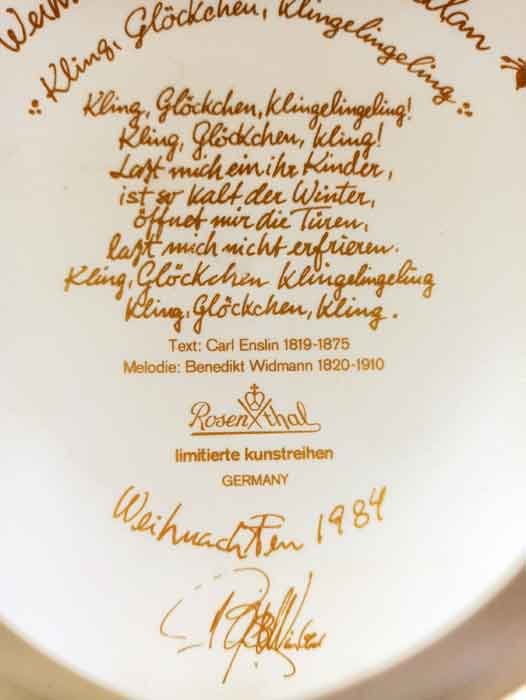 Kling, Glöckchen, Klingelingeling
Kling, Glöckchen, Klingelingeling!
Kling, Glöckchen, kling!
Laßt mich ein ihr Kinder,
ist so kalt der Winter,
öffnet mir die Türen,
laßt mich nicht erfrieren.
Kling, Glöckchen Klingelingeling
Kling, Glöckchen, kling.
Text: Carl Enslin 1819-1875
Melodie: Benedikt Widmann 1820-1910
Rosenthal
limitierte kunstreihen
GERMANY
Weihnachten 1984